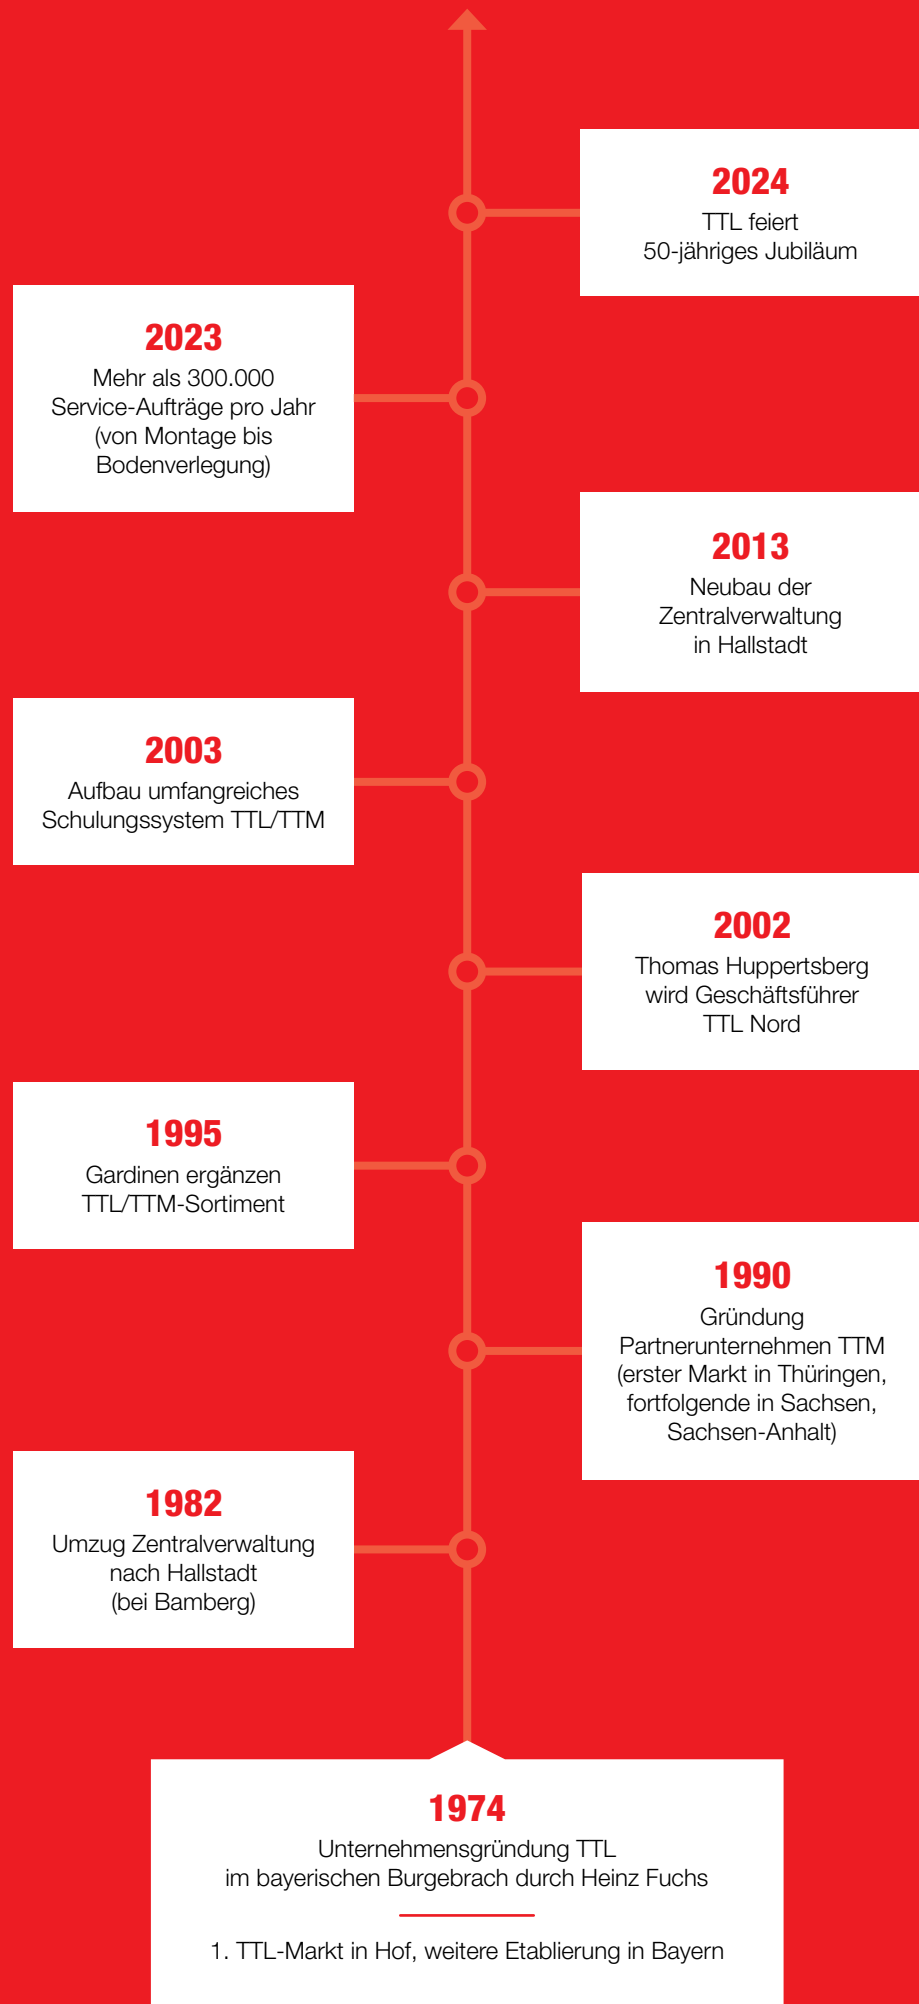 2024
TTL feiert
50-jähriges Jubiläum
2023
Mehr als 300.000
Service-Aufträge pro Jahr
(von Montage bis
Bodenverlegung)
2013
Neubau der
Zentralverwaltung
in Hallstadt
2003
Aufbau umfangreiches
Schulungssystem TTL/TTM
2002
Thomas Huppertsberg
wird Geschäftsführer
TTL Nord
1995
Gardinen ergänzen
TTL/TTM-Sortiment
1990
Gründung
Partnerunternehmen TTM
(erster Markt in Thüringen,
fortfolgende in Sachsen,
Sachsen-Anhalt)
1982
Umzug Zentralverwaltung
nach Hallstadt
(bei Bamberg)
1974
Unternehmensgründung TTL
im bayerischen Burgebrach durch Heinz Fuchs
1. TTL-Markt in Hof, weitere Etablierung in Bayern